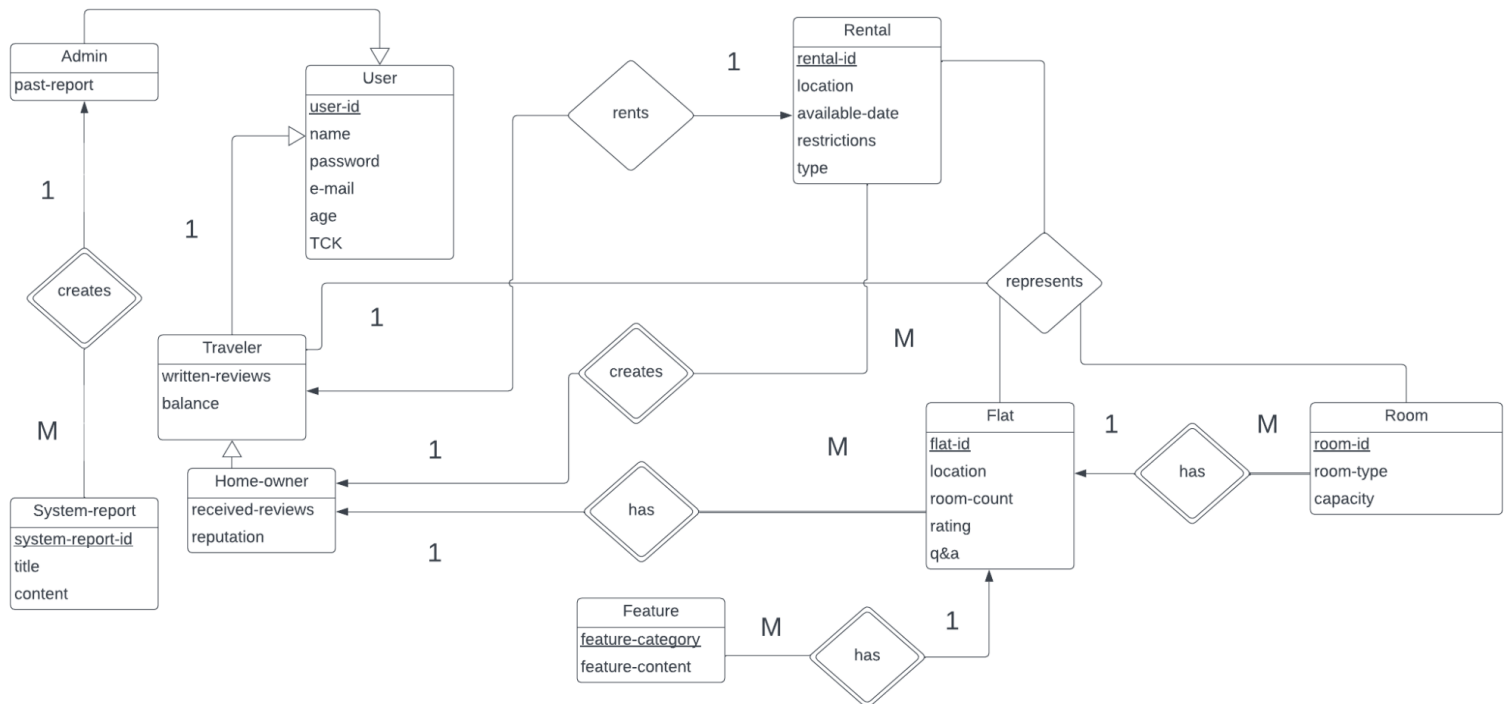 Admin
past-report
User
user-id
name
password
e-mail
age
TCK
rents
1
Rental
rental-id
location
available-date
restrictions
type
1
creates
1
represents
1
Traveler
written-reviews
balance
creates
M
M
1
M
Home-owner
received-reviews
reputation
has
1
Flat
flat-id
location
room-count
rating
q&a
1
has
M
Room
room-id
room-type
capacity
System-report
system-report-id
title
content
Feature
feature-category
feature-content
M
has
1